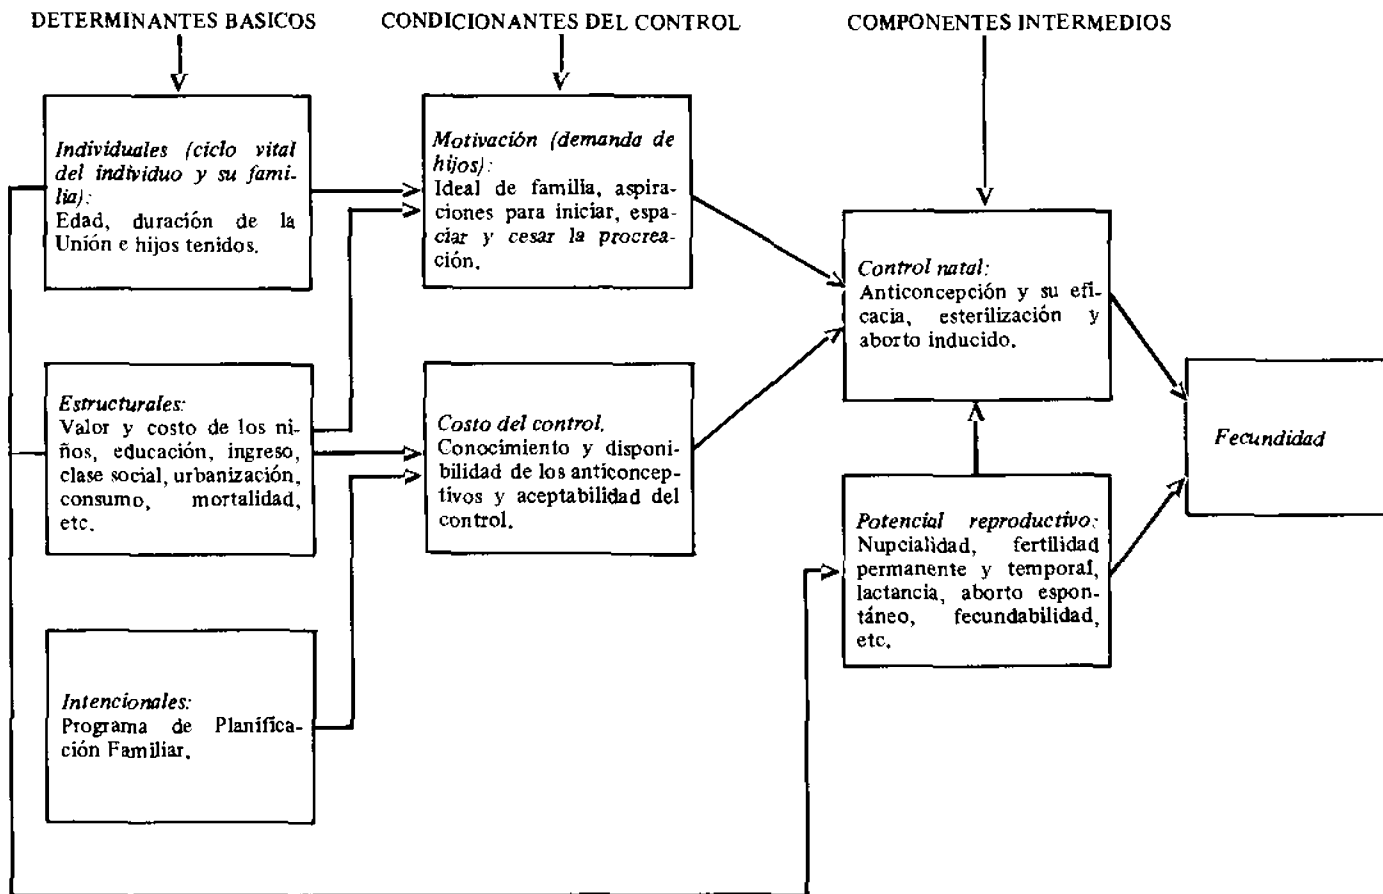 DETERMINANTES BASICOS
CONDICIONANTES DEL CONTROL
COMPONENTES INTERMEDIOS
Individuales (ciclo vital
del individuo y su fami-
lia):
Edad, duración de la
Unión e hijos tenidos.
Motivación (demanda de
hijos):
Ideal de familia, aspira-
ciones para iniciar, espa-
ciar y cesar la procrea-
ción.
Control natal:
Anticoncepción y su efi-
cacia, esterilización y
aborto inducido.
Estructurales:
Valor y costo de los ni-
ños, educación, ingreso,
clase social, urbanización,
consumo, mortalidad,
etc.
Costo del control.
Conocimiento y disponi-
bilidad de los anticoncep-
tivos y aceptabilidad del
control.
Fecundidad
Potencial reproductivo:
Nupcialidad, fertilidad
permanente y temporal,
lactancia, aborto espon-
táneo, fecundabilidad,
etc.
Intencionales:
Programa de Planifica-
ción Familiar.